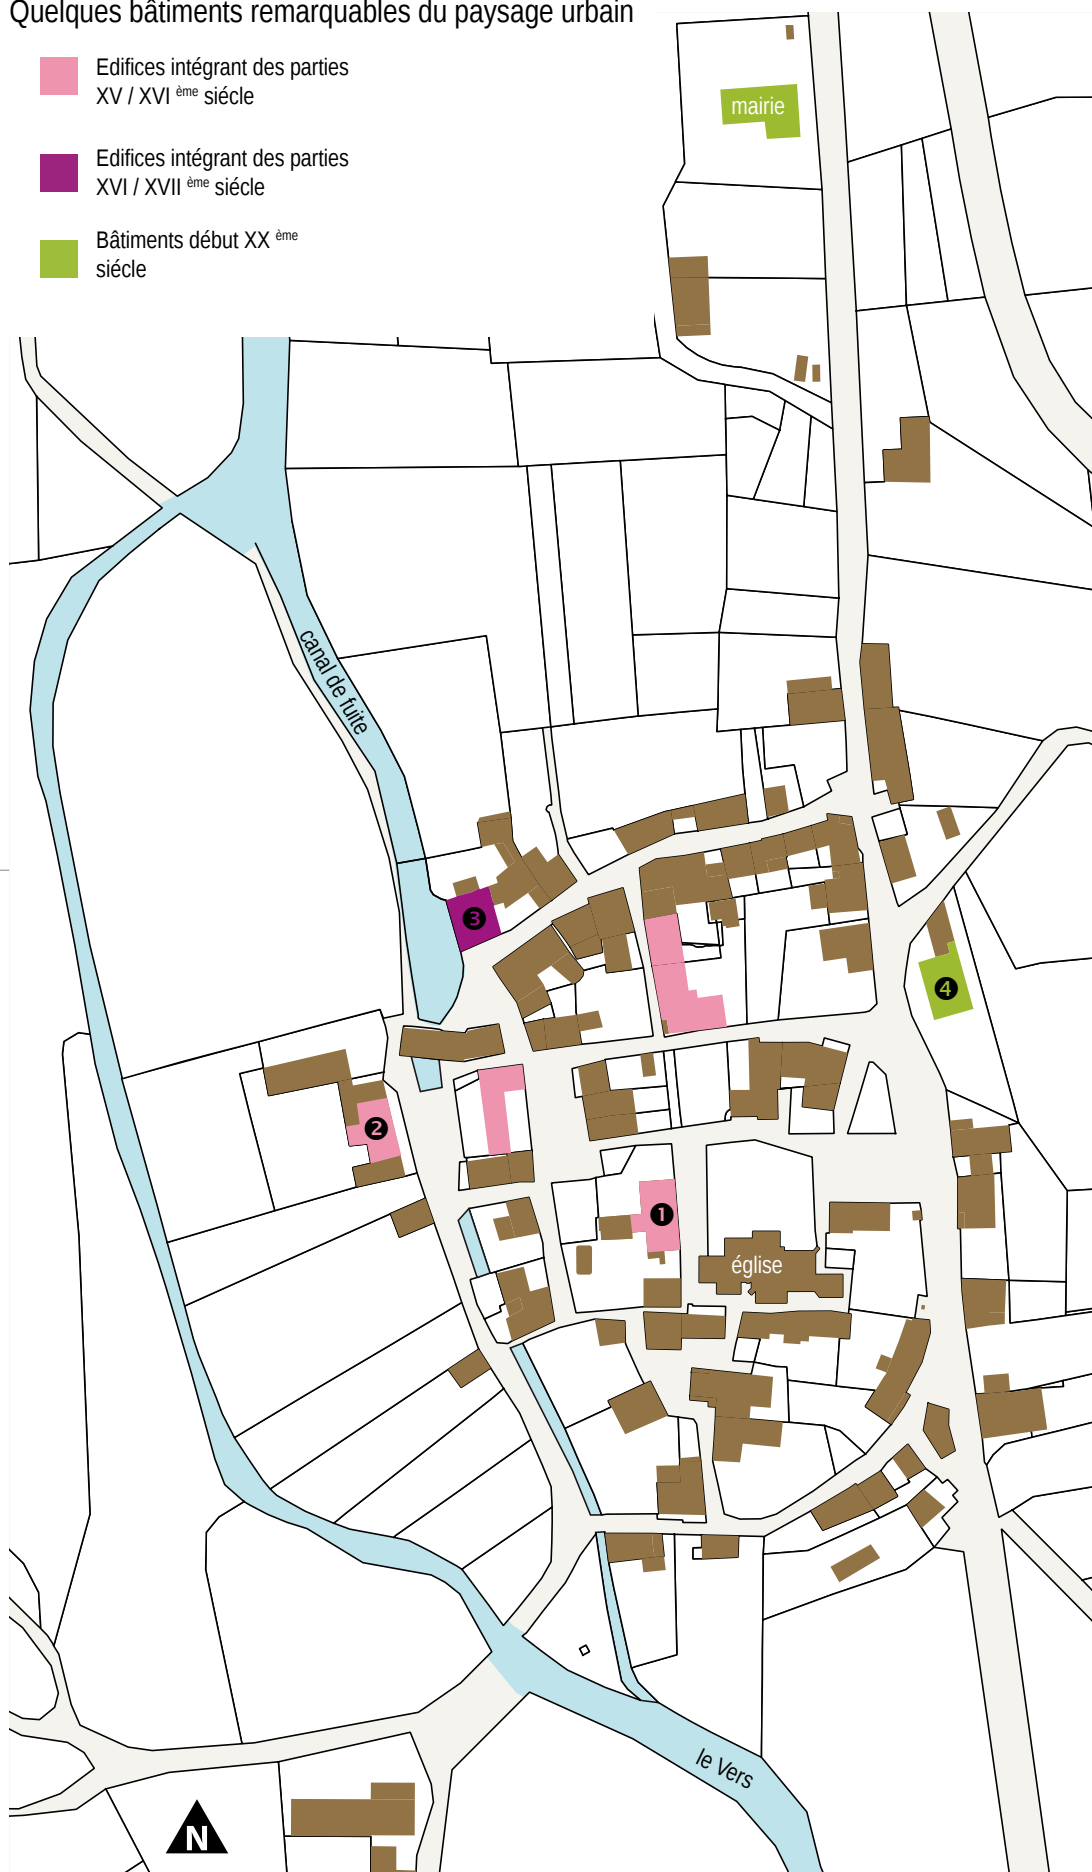 Quelques bâtiments remarquables du paysage urbain
Edifices intégrant des parties
XV / XVI ème siécle
Edifices intégrant des parties
XVI / XVII ème siécle
Bâtiments début XX ème
siécle
mairie
canal de fuite
3
4
2
1
église
le Vers
N